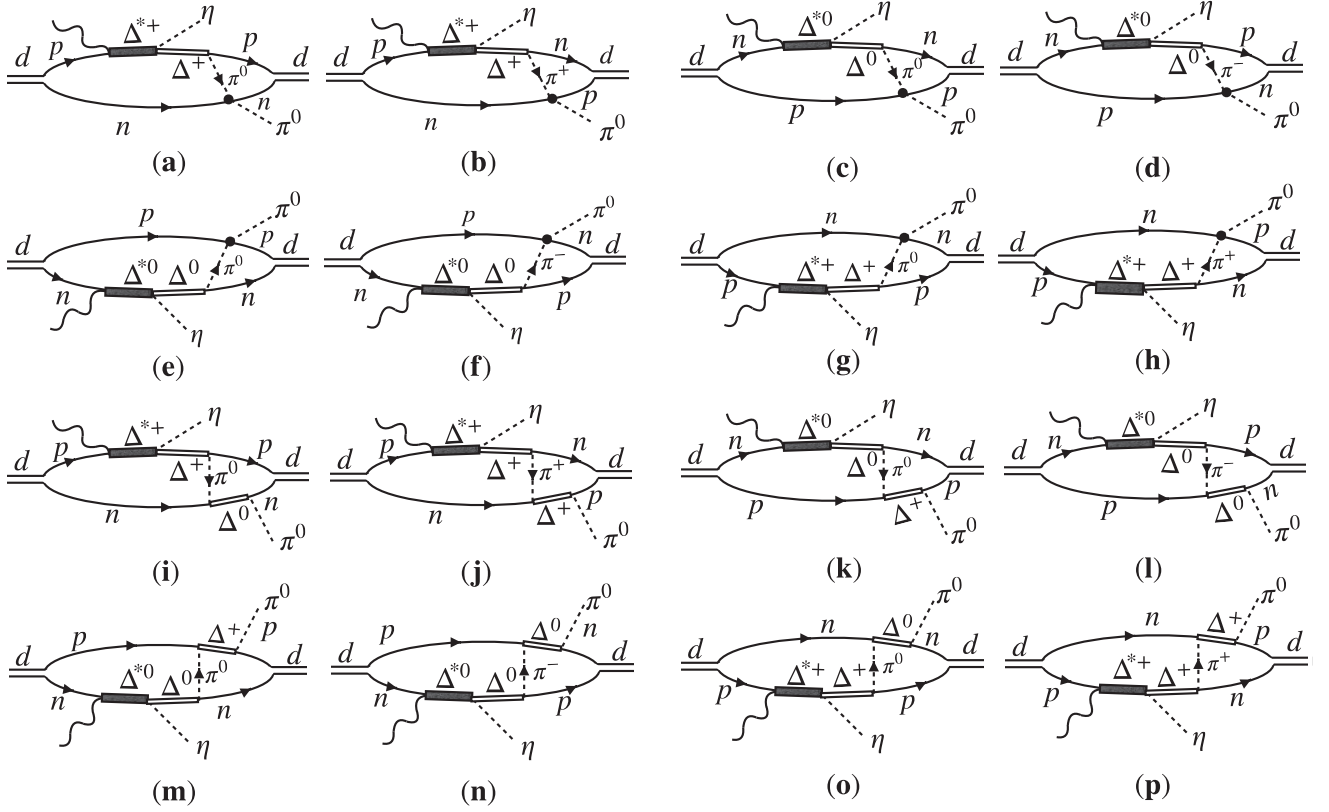 d p Δ*+ η Δ+ π0 p d n n π0
(a)
d p Δ*+ η Δ+ π+ n d n p π0
(b)
d n Δ*0 η Δ0 π0 n d p p π0
(c)
d n Δ*0 η Δ0 π− p d p n π0
(d)
d p π0 p d n Δ*0 Δ0 π0 n η
(e)
d p π0 n d n Δ*0 Δ0 π− p η
(f)
d n π0 n d p Δ*+ Δ+ π0 p η
(g)
d n π0 p d p Δ*+ Δ+ π+ n η
(h)
d p Δ*+ η Δ+ π0 p d n Δ0 n π0
(i)
d p Δ*+ η Δ+ π+ n d n Δ+ p π0
(j)
d n Δ*0 η Δ0 π0 n d p Δ+ p π0
(k)
d n Δ*0 η Δ0 π− p d p Δ0 n π0
(l)
d p Δ+ π0 p d n Δ*0 Δ0 π0 n η
(m)
d p Δ0 π0 n d n Δ*0 Δ0 π− p η
(n)
d n Δ0 π0 n d p Δ*+ Δ+ π0 p η
(o)
d n Δ+ π0 p d p Δ*+ Δ+ π+ n η
(p)